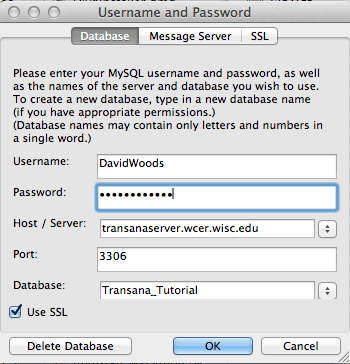 Username and Password
Database Message Server SSL
Please enter your MySQL username and password, as well
as the names of the server and database you wish to use.
To create a new database, type in a new database name
(if you have appropriate permissions.)
(Database names may contain only letters and numbers in
a single word.)
Username: DavidWoods
Password: ••••••••••••
Host / Server: transanaserver.wcer.wisc.edu
Port: 3306
Database: Transana_Tutorial
Use SSL
Delete Database OK Cancel